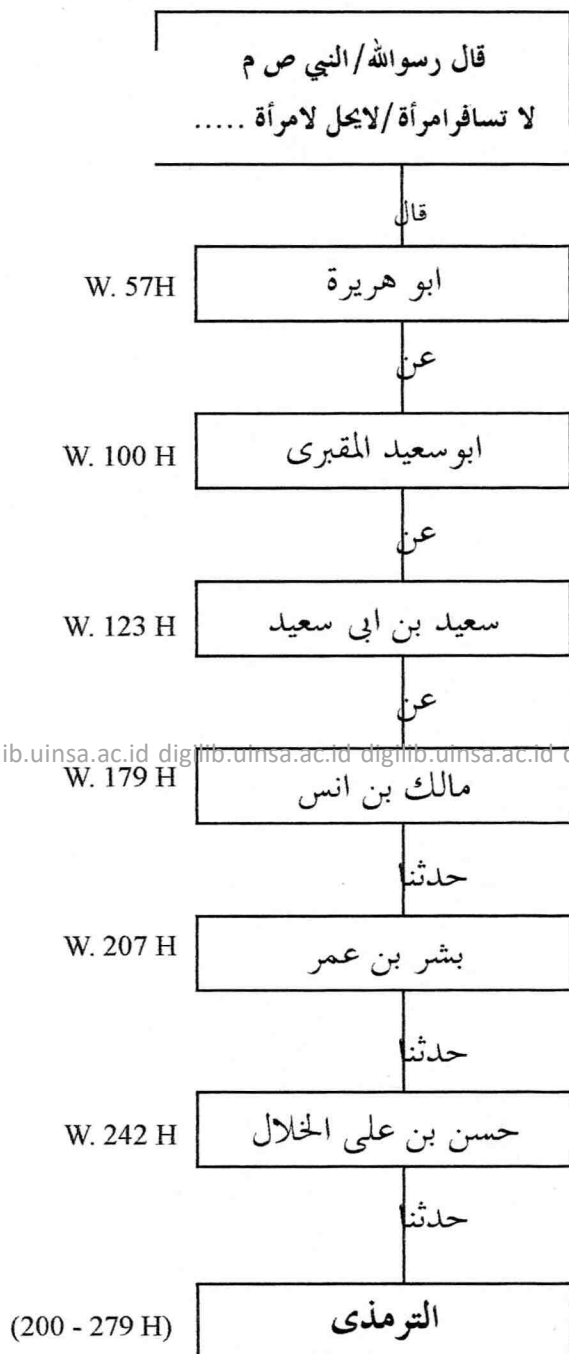 قال رسوالله/النبي ص م
لا تسافرامرأة/لايحل لامرأة .....
قال
W. 57H
ابو هريرة
عن
W. 100 H
ابوسعيد المقبرى
عن
W. 123 H
سعيد بن ابى سعيد
عن
ib.uinsa.ac.id digilib.uinsa.ac.id digilib.uinsa.ac.id d
W. 179 H
مالك بن انس
حدثنا
W. 207 H
بشر بن عمر
حدثنا
W. 242 H
حسن بن على الخلال
حدثنا
(200 - 279 H)
الترمذى